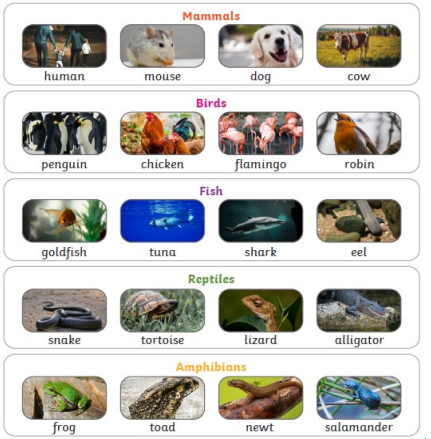 Mammals
human mouse dog cow
Birds
penguin chicken flamingo robin
Fish
goldfish tuna shark eel
Reptiles
snake tortoise lizard alligator
Amphibians
frog toad newt salamander